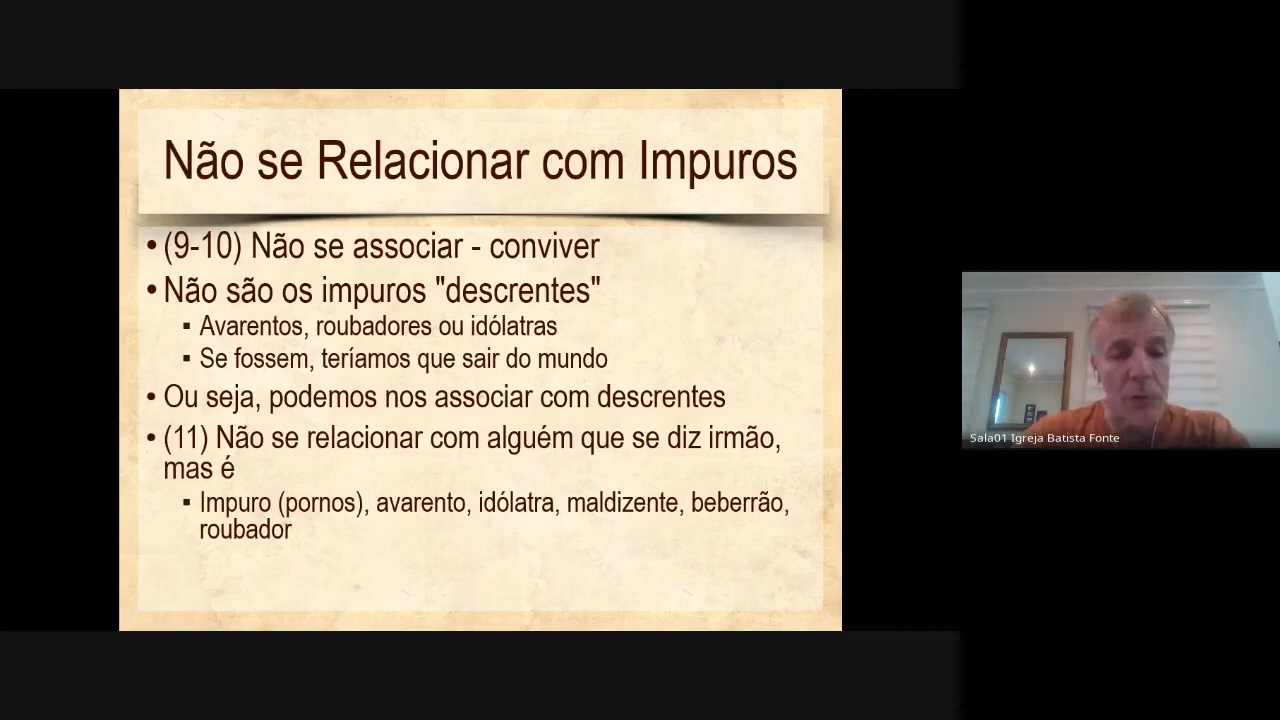 Não se Relacionar com Impuros
• (9-10) Não se associar - conviver
• Não são os impuros "descrentes"
▪ Avarentos, roubadores ou idólatras
▪ Se fossem, teríamos que sair do mundo
• Ou seja, podemos nos associar com descrentes
• (11) Não se relacionar com alguém que se diz irmão,
mas é
▪ Impuro (pornos), avarento, idólatra, maldizente, beberrão,
roubador
Sala01 Igreja Batista Fonte